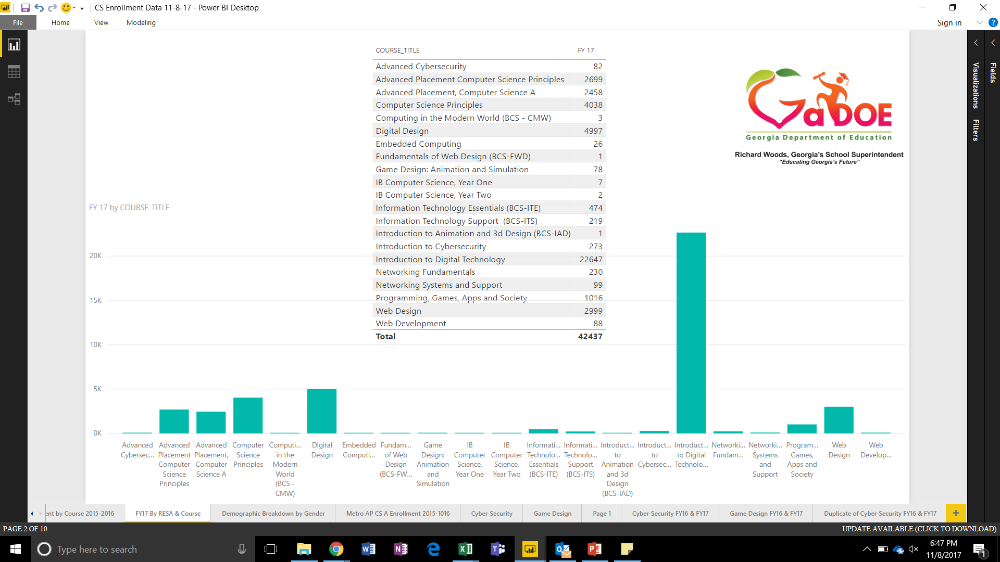 CS Enrollment Data 11-8-17 - Power BI Desktop
File Home View Modeling Sign in
COURSE_TITLE FY 17
Advanced Cybersecurity 82
Advanced Placement Computer Science Principles 2699
Advanced Placement, Computer Science A 2458
Computer Science Principles 4038
Computing in the Modern World (BCS - CMW) 3
Digital Design 4997
Embedded Computing 26
Fundamentals of Web Design (BCS-FWD) 1
Game Design: Animation and Simulation 78
IB Computer Science, Year One 7
IB Computer Science, Year Two 2
Information Technology Essentials (BCS-ITE) 474
Information Technology Support (BCS-ITS) 219
Introduction to Animation and 3d Design (BCS-IAD) 1
Introduction to Cybersecurity 273
Introduction to Digital Technology 22647
Networking Fundamentals 230
Networking Systems and Support 99
Programming, Games, Apps and Society 1016
Web Design 2999
Web Development 88
Total 42437
GaDOE
Georgia Department of Education
Richard Woods, Georgia's School Superintendent
"Educating Georgia's Future"
Visualizations
Filters
Fields
FY 17 by COURSE_TITLE
20K
15K
10K
5K
0K
Advanced
Cybersec...
Advanced
Placement
Computer
Science
Principles
Advanced
Placement,
Computer
Science A
Computer
Science
Principles
Computi...
in the
Modern
World
(BCS -
CMW)
Digital
Design
Embedded
Computi...
Fundam...
of Web
Design
(BCS-FW...
Game
Design:
Animation
and
Simulation
IB
Computer
Science,
Year One
IB
Computer
Science,
Year Two
Informati...
Technolo...
Essentials
(BCS-ITE)
Informati...
Technolo...
Support
(BCS-ITS)
Introduct...
to
Animation
and 3d
Design
(BCS-IAD)
Introduct...
to
Cybersec...
Introduct...
to Digital
Technolo...
Networki...
Fundam...
Networki...
Systems
and
Support
Program...
Games,
Apps and
Society
Web
Design
Web
Develop...
ent by Course 2015-2016 FY17 By RESA & Course Demographic Breakdown by Gender Metro AP CS A Enrollment 2015-1016 Cyber-Security Game Design Page 1 Cyber-Security FY16 & FY17 Game Design FY16 & FY17 Duplicate of Cyber-Security FY16 & FY17
PAGE 2 OF 10 UPDATE AVAILABLE (CLICK TO DOWNLOAD)
Type here to search
6:47 PM
11/8/2017
1